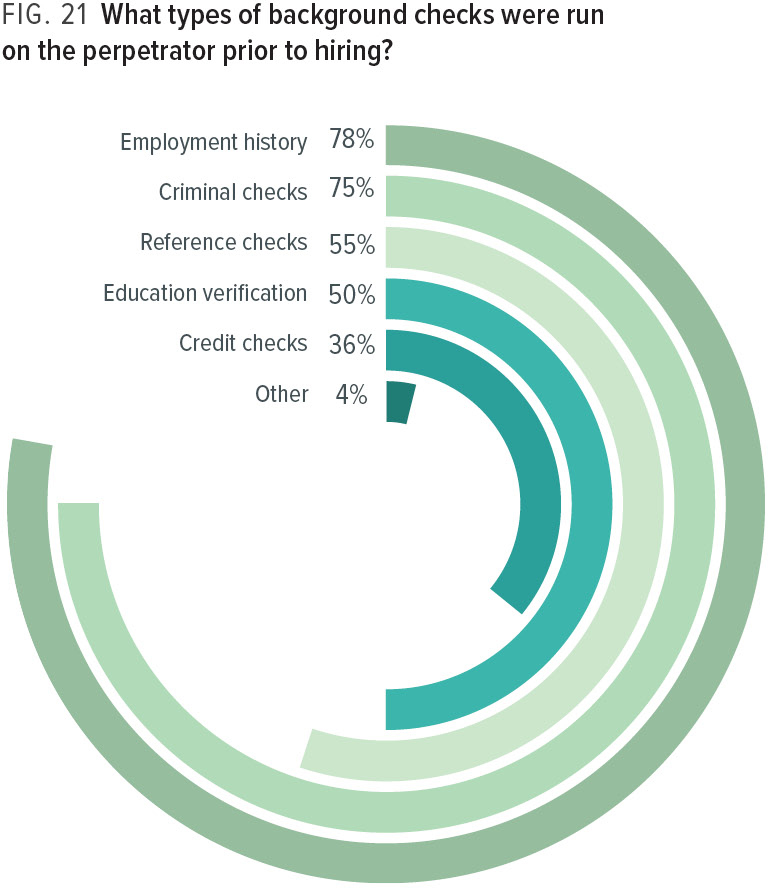 FIG. 21 What types of background checks were run
on the perpetrator prior to hiring?
Employment history 78%
Criminal checks 75%
Reference checks 55%
Education verification 50%
Credit checks 36%
Other 4%